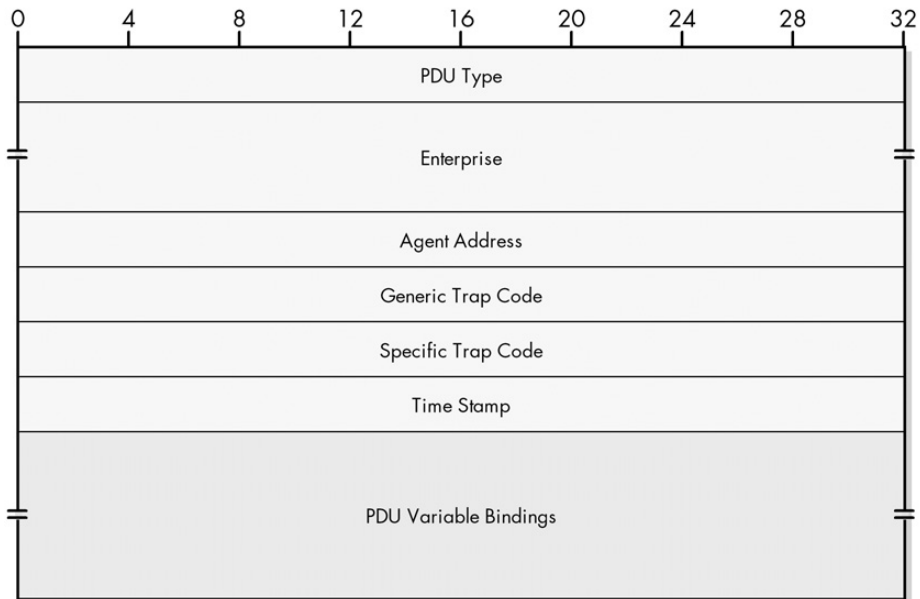 0 4 8 12 16 20 24 28 32
PDU Type
Enterprise
Agent Address
Generic Trap Code
Specific Trap Code
Time Stamp
PDU Variable Bindings